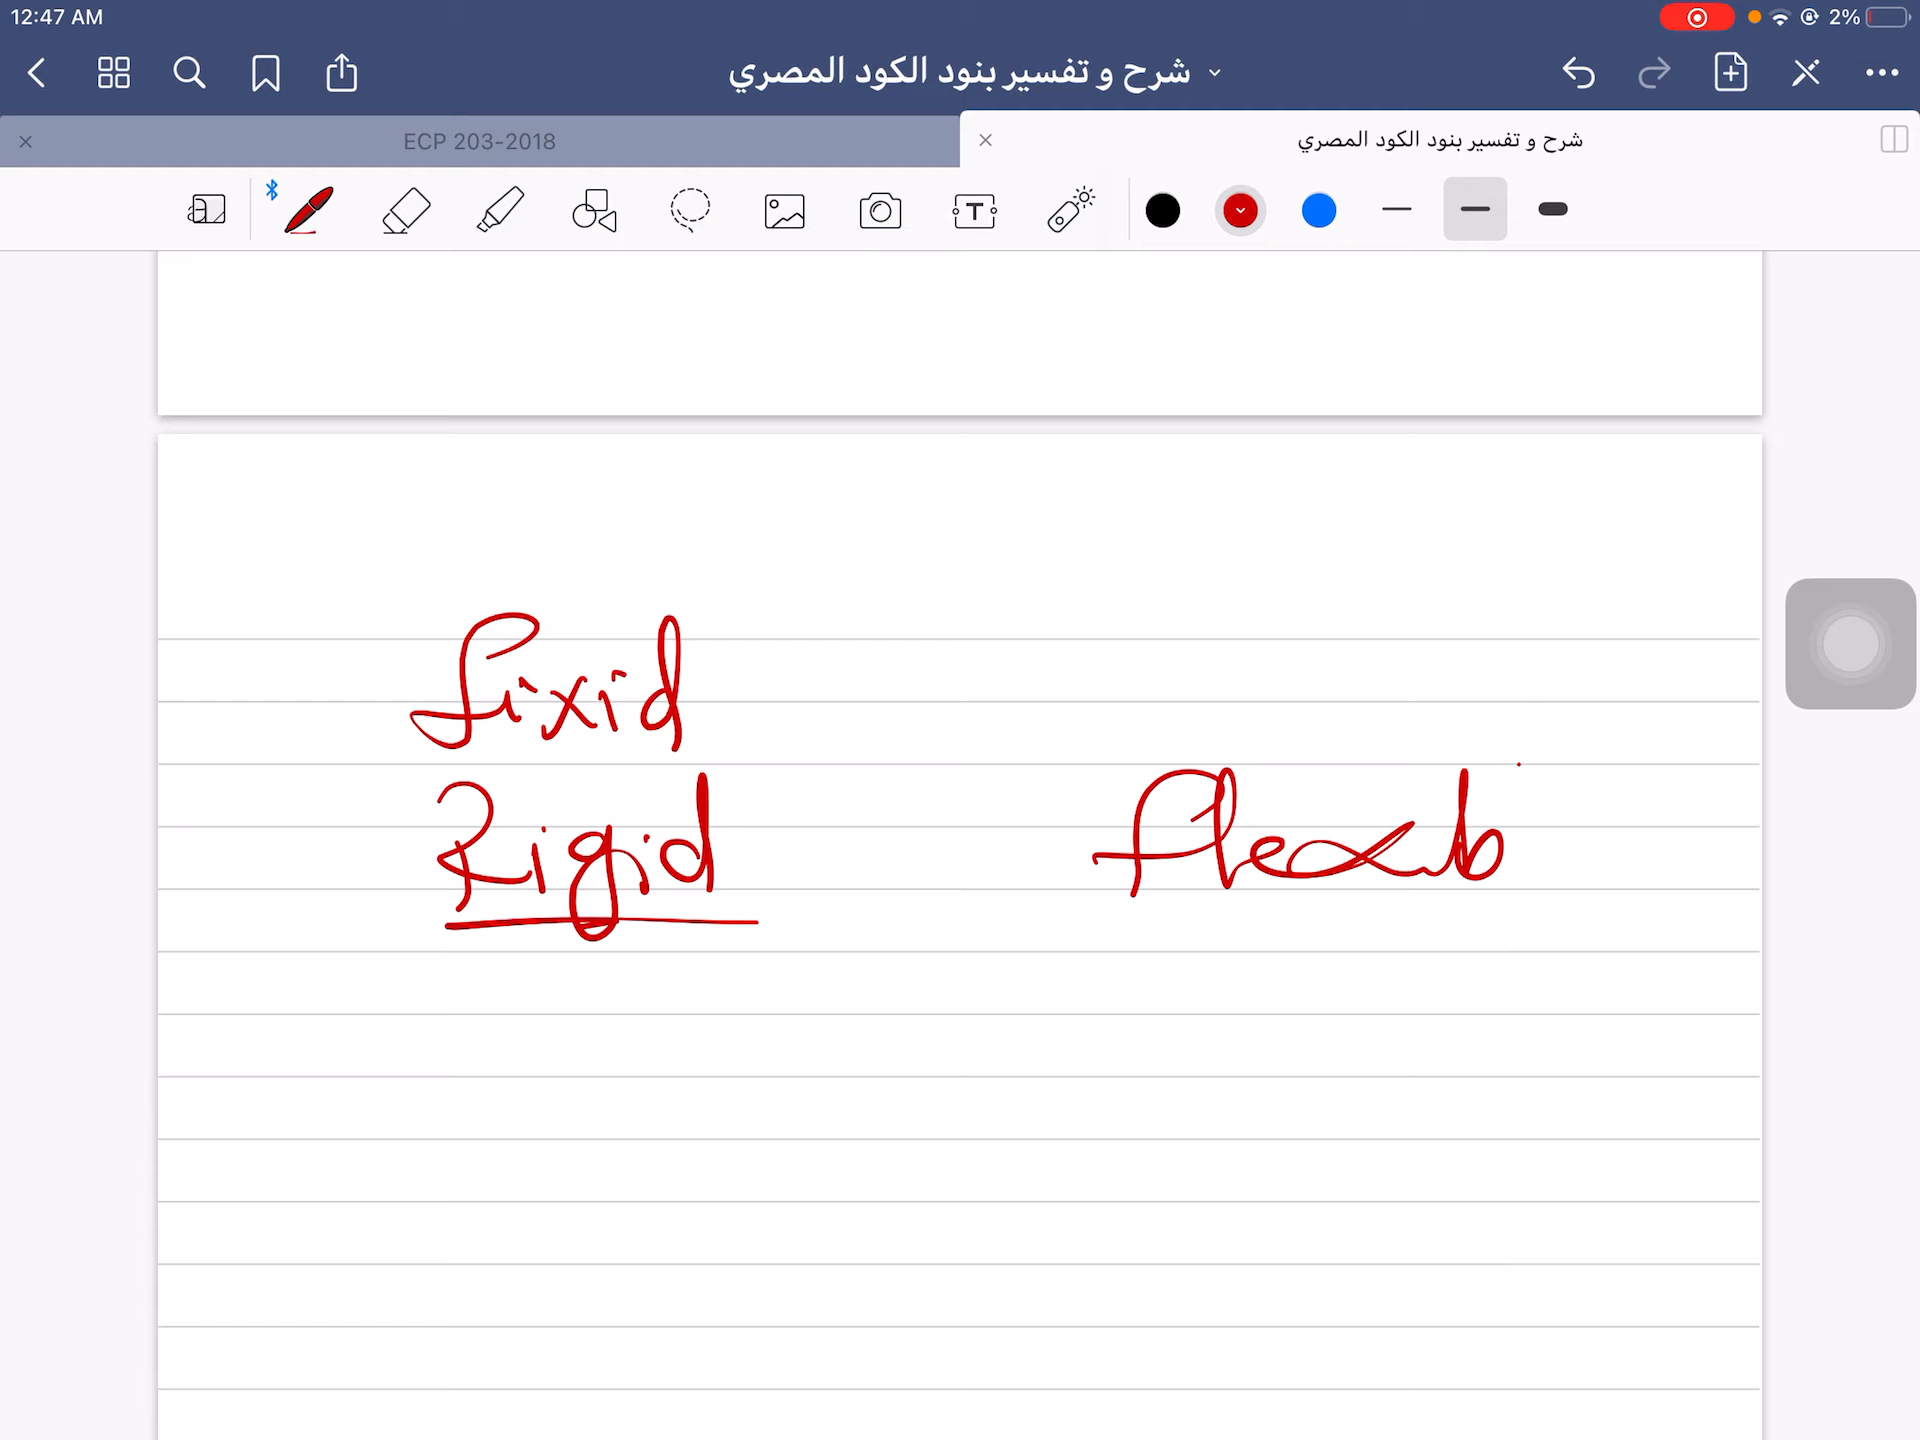 12:47 AM
2%
شرح و تفسير بنود الكود المصري
ECP 203-2018
شرح و تفسير بنود الكود المصري
fixid
Rigid
flexib